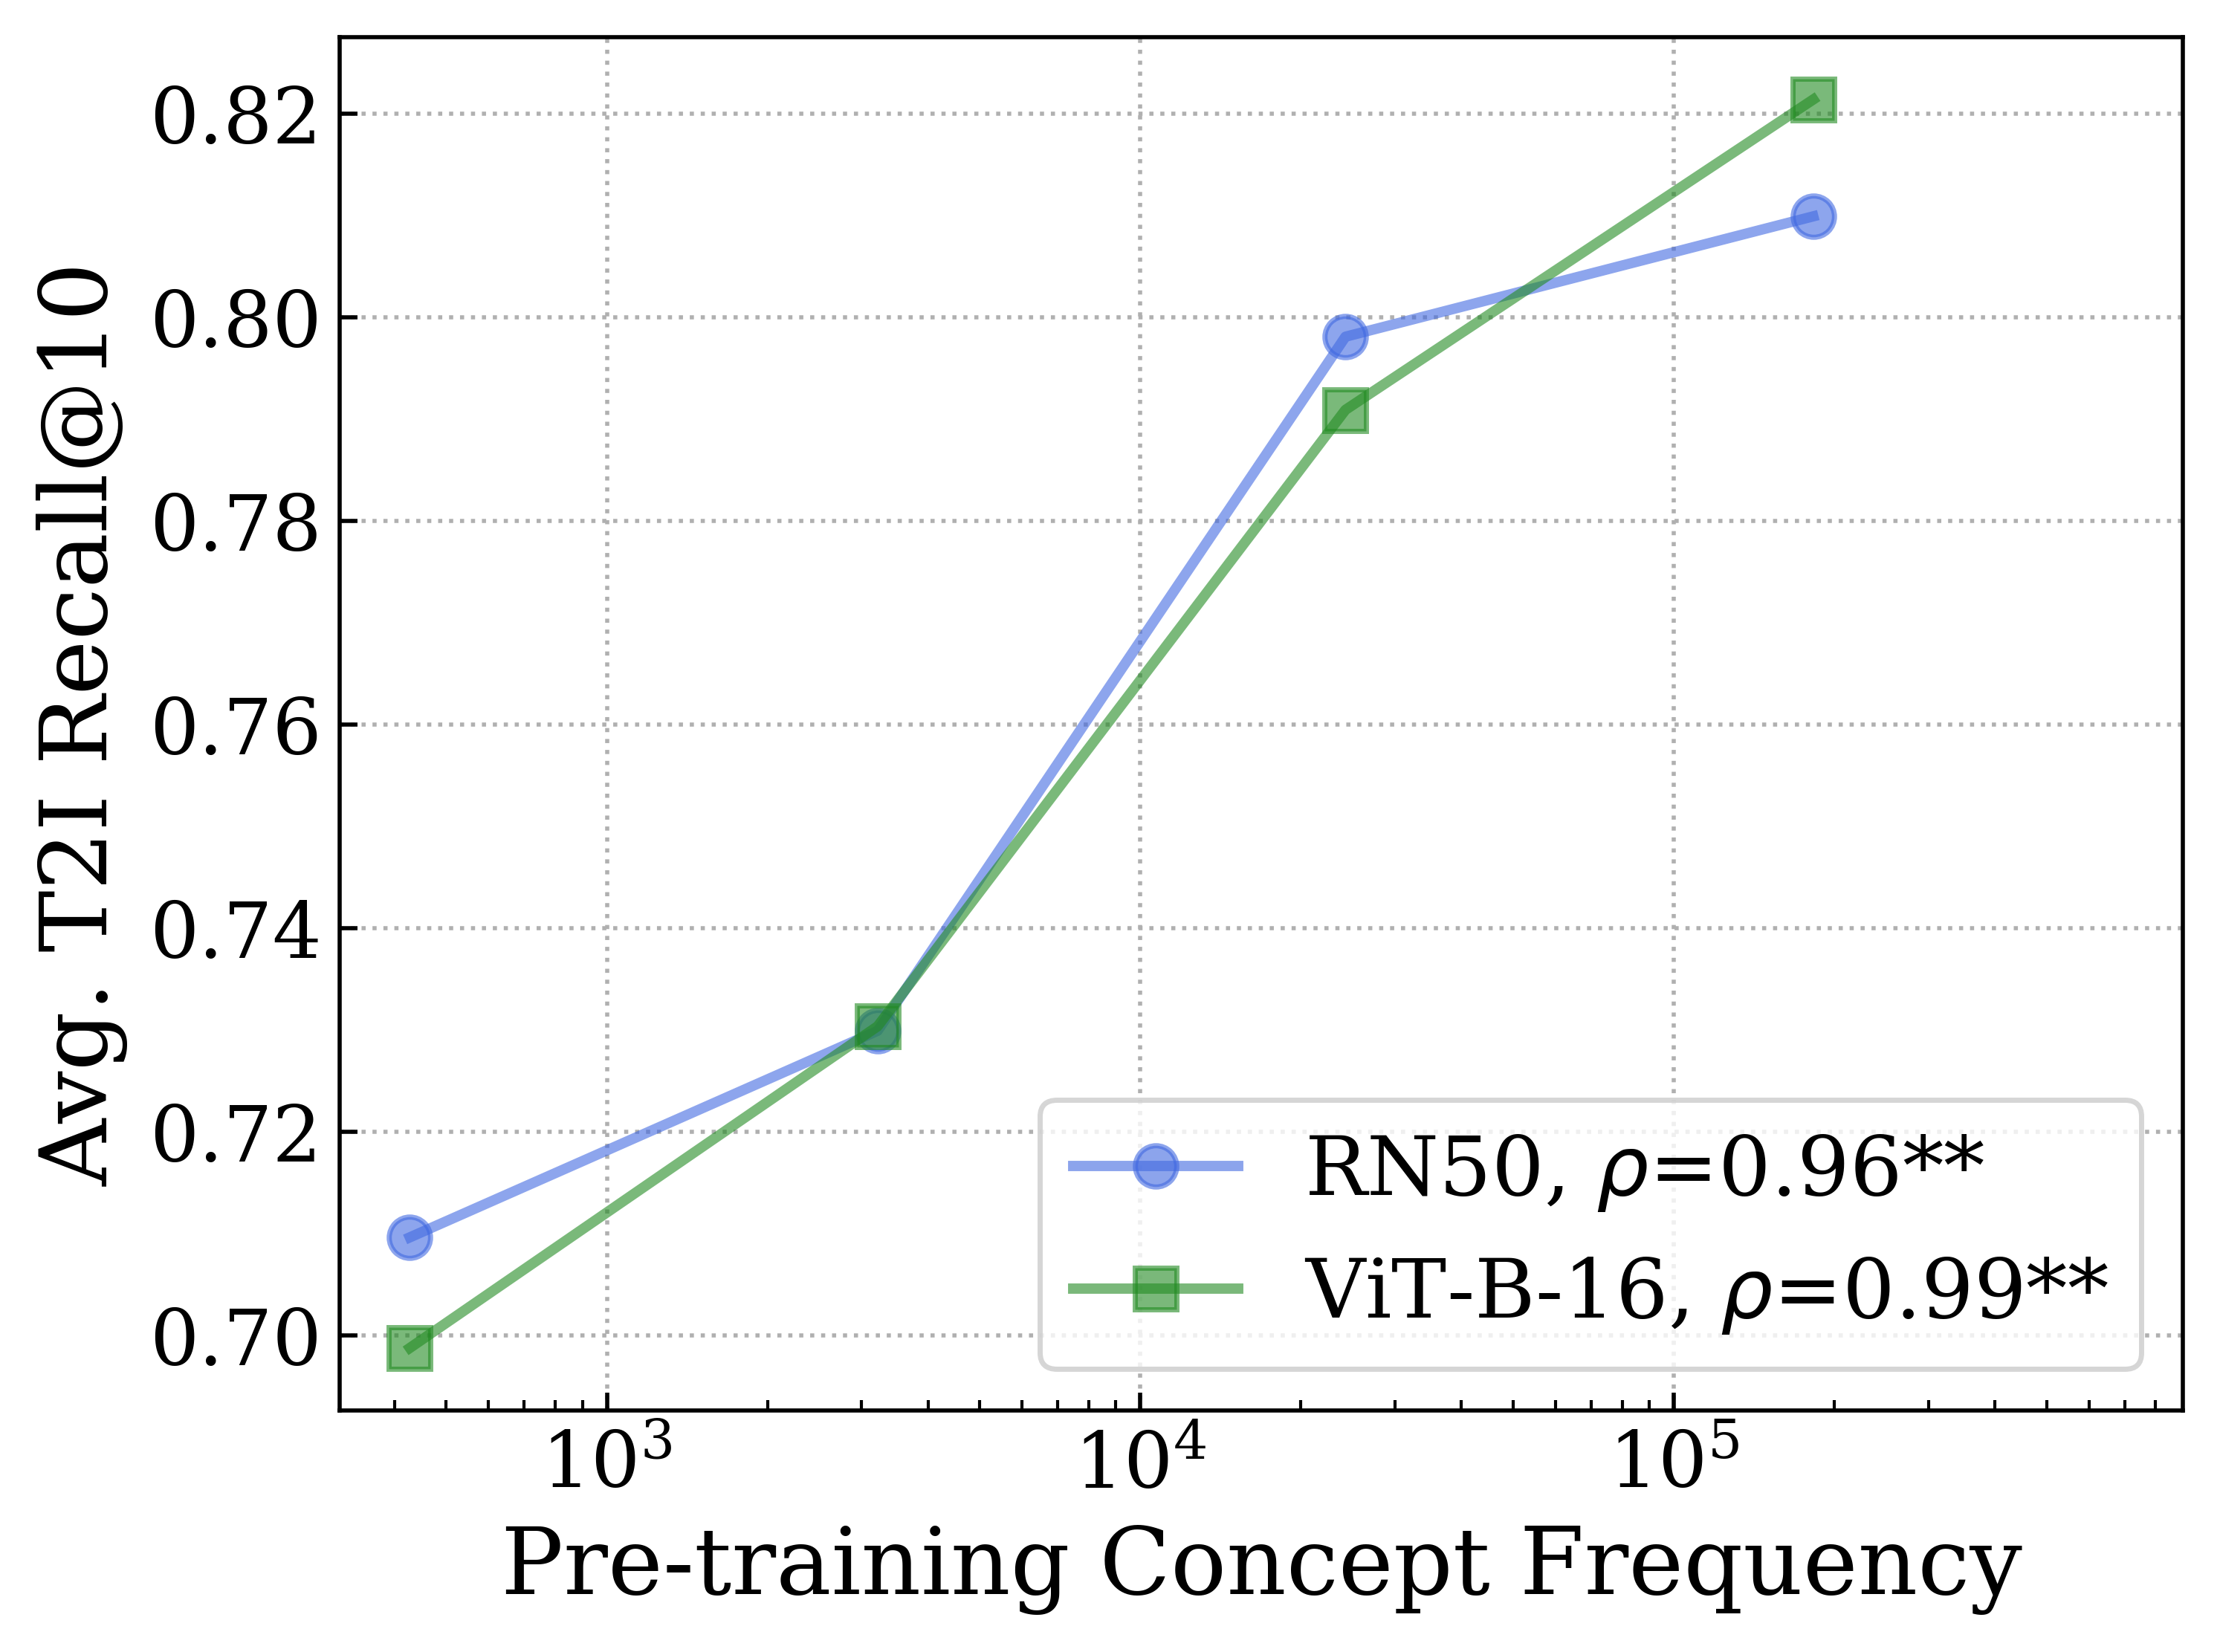 Avg. T2I Recall@10
0.82
0.80
0.78
0.76
0.74
0.72
0.70
RN50, ρ=0.96**
ViT-B-16, ρ=0.99**
10³ 10⁴ 10⁵
Pre-training Concept Frequency